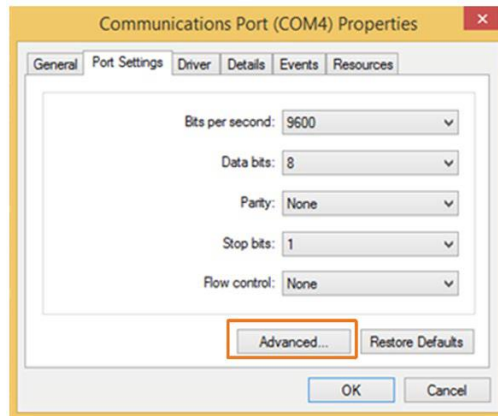 Communications Port (COM4) Properties
General Port Settings Driver Details Events Resources
Bits per second: 9600
Data bits: 8
Parity: None
Stop bits: 1
Flow control: None
Advanced... Restore Defaults
OK Cancel